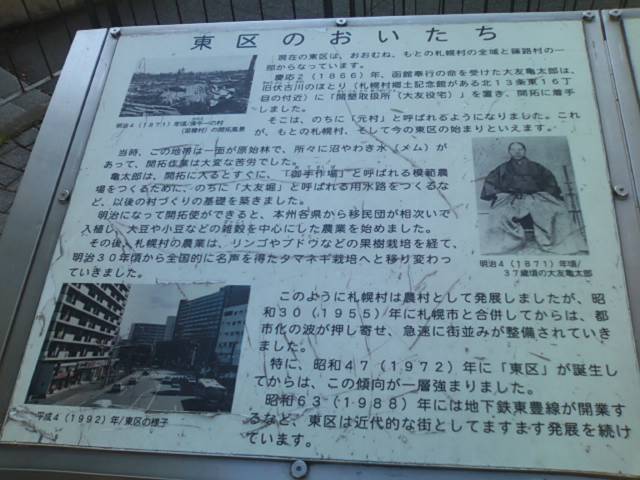 東区のおいたち
現在の東区は、おおむね、もとの札幌村の全域と篠路村の一
部からなっています。
慶応2(1866)年、函館奉行の命を受けた大友亀太郎は、
旧伏古川のほとり(札幌村郷土記念館がある北13条東16丁
目の付近)に「開墾取扱所(大友役宅)」を置き、開拓に着手
しました。
そこは、のちに「元村」と呼ばれるようになりました。これ
が、もとの札幌村、そして今の東区の始まりといえます。
明治4(1871)年頃/庚午一の村
(苗穂村)の開拓風景
当時、この地帯は一面が原始林で、所々に沼やわき水(メム)が
あって、開拓作業は大変な苦労でした。
亀太郎は、開拓に入るとすぐに、「御手作場」と呼ばれる模範農
場をつくるために、のちに「大友堀」と呼ばれる用水路をつくるな
ど、以後の村づくりの基礎を築きました。
明治になって開拓使ができると、本州各県から移民団が相次いで
入植し、大豆や小豆などの雑穀を中心にした農業を始めました。
その後、札幌村の農業は、リンゴやブドウなどの果樹栽培を経て、
明治30年頃から全国的に名声を得たタマネギ栽培へと移り変わっ
ていきました。
明治4(1871)年頃/
37歳頃の大友亀太郎
このように札幌村は農村として発展しましたが、昭
和30(1955)年に札幌市と合併してからは、都
市化の波が押し寄せ、急速に街並みが整備されていき
ました。
特に、昭和47(1972)年に「東区」が誕生し
てからは、この傾向が一層強まりました。
昭和63(1988)年には地下鉄東豊線が開業す
るなど、東区は近代的な街としてますます発展を続け
ています。
平成4(1992)年/東区の様子